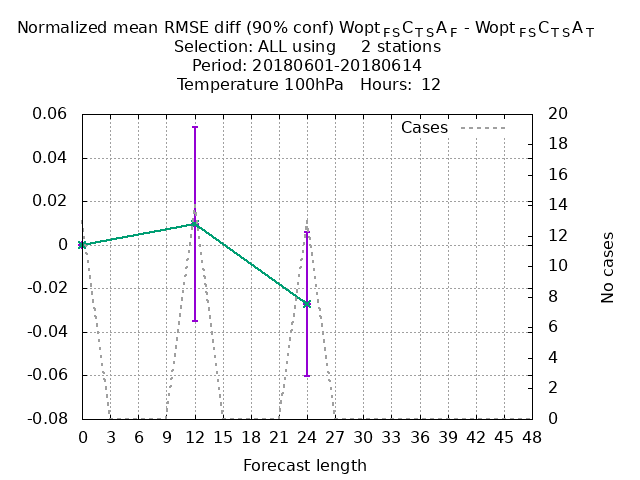 Normalized mean RMSE diff (90% conf) Wopt FS C TS A F - Wopt FS C TS A T
Selection: ALL using 2 stations
Period: 20180601-20180614
Temperature 100hPa Hours: 12
Cases
0.06
0.04
0.02
0
-0.02
-0.04
-0.06
-0.08
20
18
16
14
12
10
8
6
4
2
0
No cases
0 3 6 9 12 15 18 21 24 27 30 33 36 39 42 45 48
Forecast length